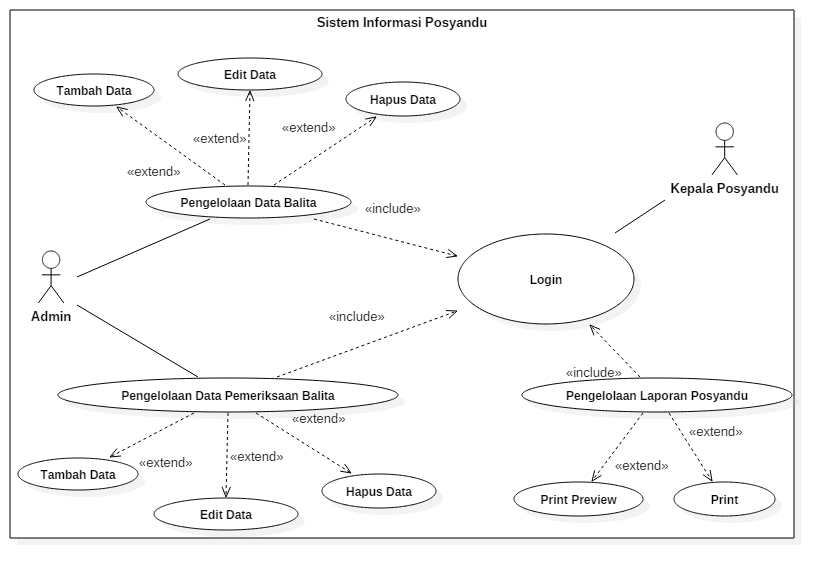 Sistem Informasi Posyandu
Tambah Data
Edit Data
Hapus Data
«extend»
«extend»
«extend»
Pengelolaan Data Balita
«include»
Kepala Posyandu
Login
Admin
«include»
«include»
Pengelolaan Data Pemeriksaan Balita
Pengelolaan Laporan Posyandu
«extend»
«extend»
«extend»
«extend»
«extend»
Tambah Data
Edit Data
Hapus Data
Print Preview
Print